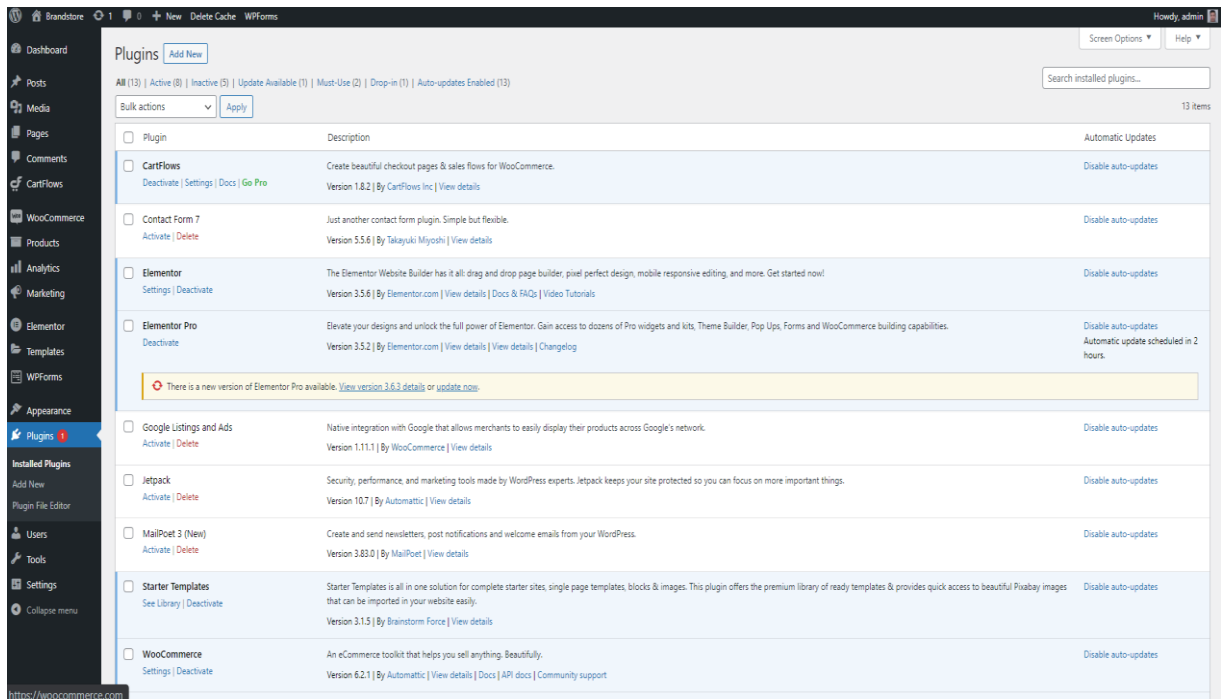 Brandstore 1 0 + New Delete Cache WPForms Howdy, admin
Screen Options ▼ Help ▼
Dashboard
Posts
Media
Pages
Comments
CartFlows
WooCommerce
Products
Analytics
Marketing
Elementor
Templates
WPForms
Appearance
Plugins 1
Installed Plugins
Add New
Plugin File Editor
Users
Tools
Settings
Collapse menu
Plugins Add New
All (13) | Active (8) | Inactive (5) | Update Available (1) | Must-Use (2) | Drop-in (1) | Auto-updates Enabled (13)
Search installed plugins...
Bulk actions Apply
13 items
Plugin Description Automatic Updates
CartFlows
Deactivate | Settings | Docs | Go Pro
Create beautiful checkout pages & sales flows for WooCommerce.
Version 1.8.2 | By CartFlows Inc | View details
Disable auto-updates
Contact Form 7
Activate | Delete
Just another contact form plugin. Simple but flexible.
Version 5.5.6 | By Takayuki Miyoshi | View details
Disable auto-updates
Elementor
Settings | Deactivate
The Elementor Website Builder has it all: drag and drop page builder, pixel perfect design, mobile responsive editing, and more. Get started now!
Version 3.5.6 | By Elementor.com | View details | Docs & FAQs | Video Tutorials
Disable auto-updates
Elementor Pro
Deactivate
Elevate your designs and unlock the full power of Elementor. Gain access to dozens of Pro widgets and kits, Theme Builder, Pop Ups, Forms and WooCommerce building capabilities.
Version 3.5.2 | By Elementor.com | View details | View details | Changelog
Disable auto-updates
Automatic update scheduled in 2
hours.
There is a new version of Elementor Pro available. View version 3.6.3 details or update now.
Google Listings and Ads
Activate | Delete
Native integration with Google that allows merchants to easily display their products across Google's network.
Version 1.11.1 | By WooCommerce | View details
Disable auto-updates
Jetpack
Activate | Delete
Security, performance, and marketing tools made by WordPress experts. Jetpack keeps your site protected so you can focus on more important things.
Version 10.7 | By Automattic | View details
Disable auto-updates
MailPoet 3 (New)
Activate | Delete
Create and send newsletters, post notifications and welcome emails from your WordPress.
Version 3.83.0 | By MailPoet | View details
Disable auto-updates
Starter Templates
See Library | Deactivate
Starter Templates is all in one solution for complete starter sites, single page templates, blocks & images. This plugin offers the premium library of ready templates & provides quick access to beautiful Pixabay images
that can be imported in your website easily.
Version 3.1.5 | By Brainstorm Force | View details
Disable auto-updates
WooCommerce
Settings | Deactivate
An eCommerce toolkit that helps you sell anything. Beautifully.
Version 6.2.1 | By Automattic | View details | Docs | API docs | Community support
Disable auto-updates
https://woocommerce.com